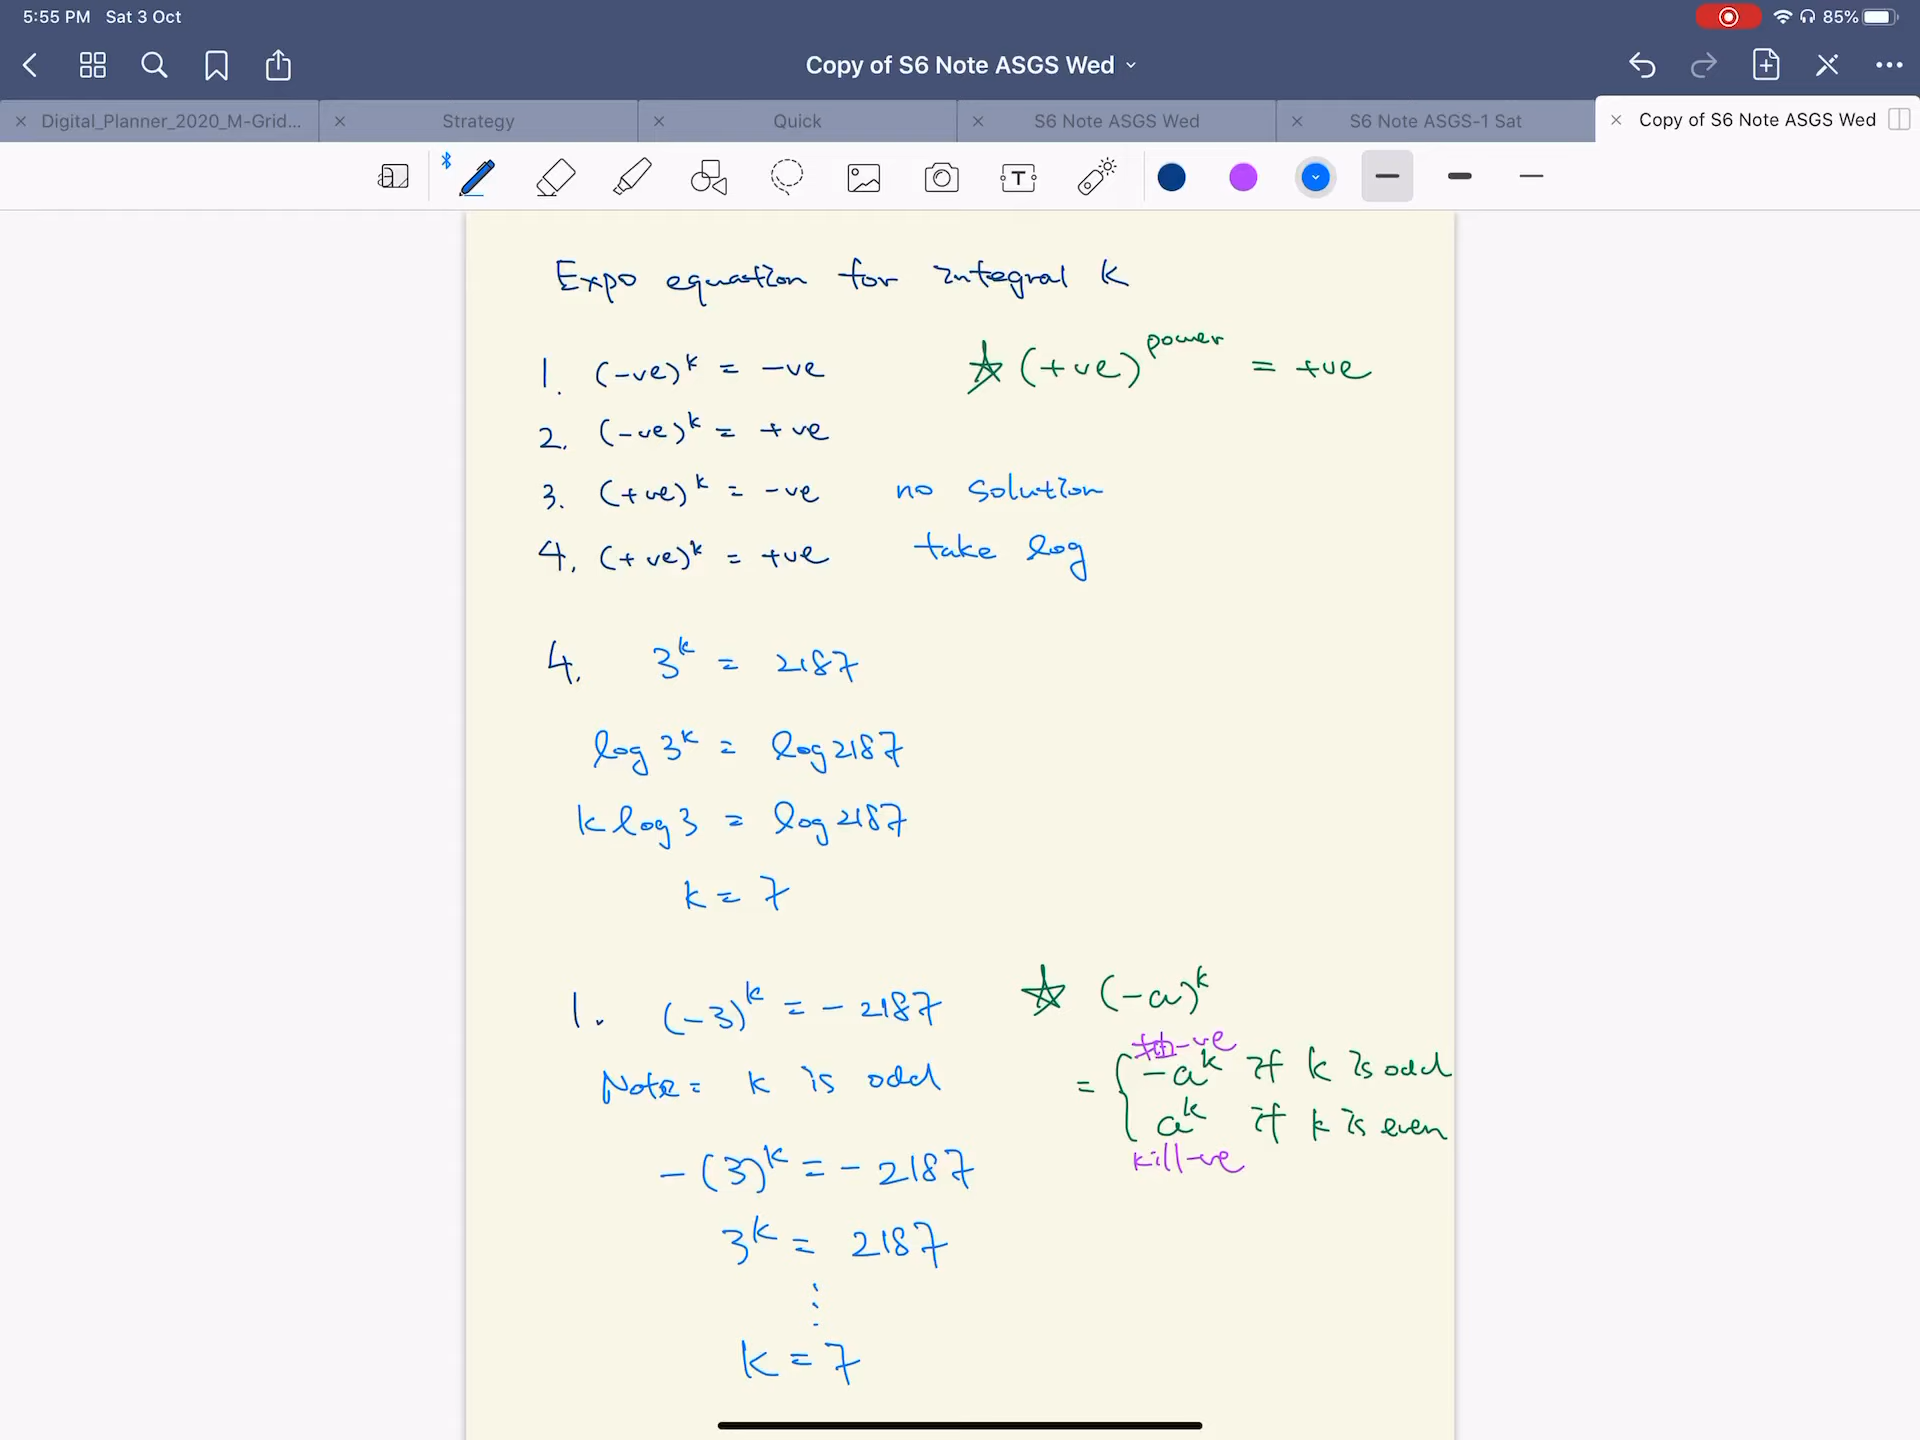 5:55 PM Sat 3 Oct 85%
Copy of S6 Note ASGS Wed
Digital_Planner_2020_M-Grid... Strategy Quick S6 Note ASGS Wed S6 Note ASGS-1 Sat Copy of S6 Note ASGS Wed
Expo equation for integral k
1. (-ve)^k = -ve
☆ (+ve)^power = +ve
2. (-ve)^k = +ve
3. (+ve)^k = -ve no solution
4. (+ve)^k = +ve take log
4. 3^k = 2187
log 3^k = log 2187
k log 3 = log 2187
k = 7
1. (-3)^k = -2187
Note: k is odd
-(3)^k = -2187
3^k = 2187
⋮
k = 7
☆ (-a)^k
-ve
= { -a^k if k is odd
a^k if k is even
kill-ve